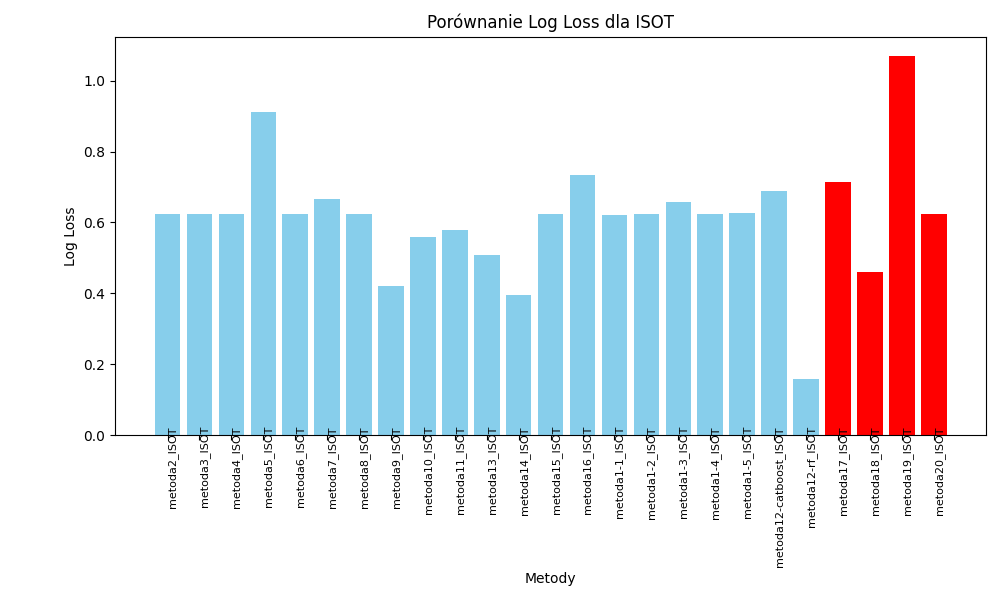 Porównanie Log Loss dla ISOT
Log Loss
1.0
0.8
0.6
0.4
0.2
0.0
metoda2_ISOT
metoda3_ISOT
metoda4_ISOT
metoda5_ISOT
metoda6_ISOT
metoda7_ISOT
metoda8_ISOT
metoda9_ISOT
metoda10_ISOT
metoda11_ISOT
metoda13_ISOT
metoda14_ISOT
metoda15_ISOT
metoda16_ISOT
metoda1-1_ISOT
metoda1-2_ISOT
metoda1-3_ISOT
metoda1-4_ISOT
metoda1-5_ISOT
metoda12-catboost_ISOT
metoda12-rf_ISOT
metoda17_ISOT
metoda18_ISOT
metoda19_ISOT
metoda20_ISOT
Metody